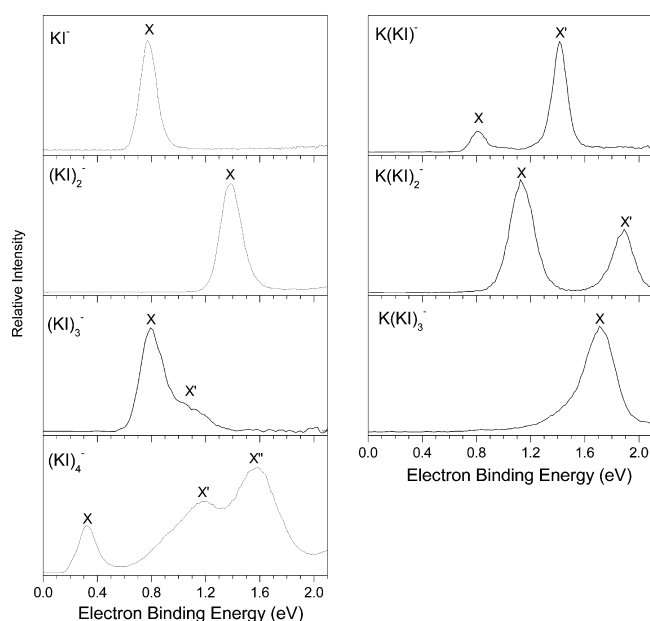 KI⁻
X
(KI)₂⁻
X
(KI)₃⁻
X
X'
(KI)₄⁻
X
X'
X"
0.0 0.4 0.8 1.2 1.6 2.0
Electron Binding Energy (eV)
Relative Intensity
K(KI)⁻
X
X'
K(KI)₂⁻
X
X'
K(KI)₃⁻
X
0.0 0.4 0.8 1.2 1.6 2.0
Electron Binding Energy (eV)